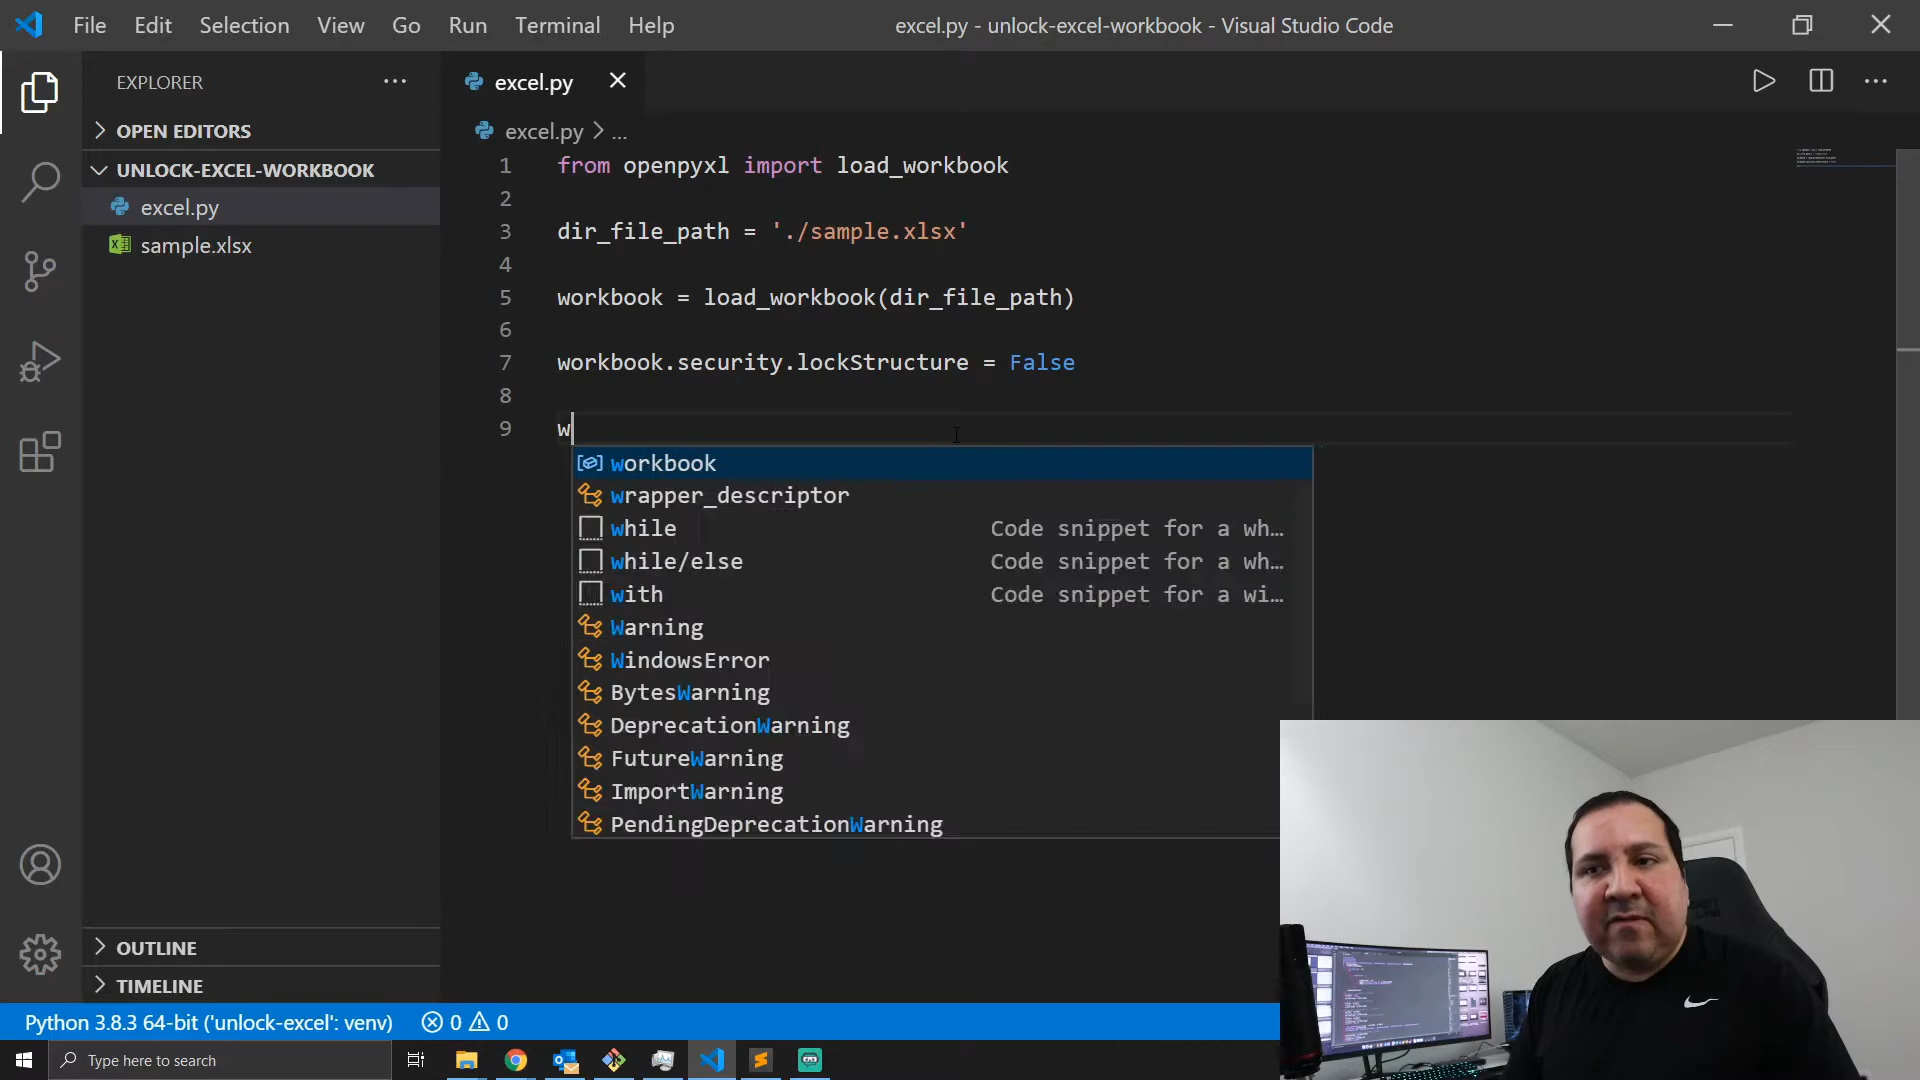 File Edit Selection View Go Run Terminal Help excel.py - unlock-excel-workbook - Visual Studio Code
EXPLORER
OPEN EDITORS
UNLOCK-EXCEL-WORKBOOK
excel.py
sample.xlsx
OUTLINE
TIMELINE
excel.py
excel.py > ...
1 from openpyxl import load_workbook
2
3 dir_file_path = './sample.xlsx'
4
5 workbook = load_workbook(dir_file_path)
6
7 workbook.security.lockStructure = False
8
9 w
workbook
wrapper_descriptor
while Code snippet for a wh…
while/else Code snippet for a wh…
with Code snippet for a wi…
Warning
WindowsError
BytesWarning
DeprecationWarning
FutureWarning
ImportWarning
PendingDeprecationWarning
Python 3.8.3 64-bit ('unlock-excel': venv) 0 0
Type here to search